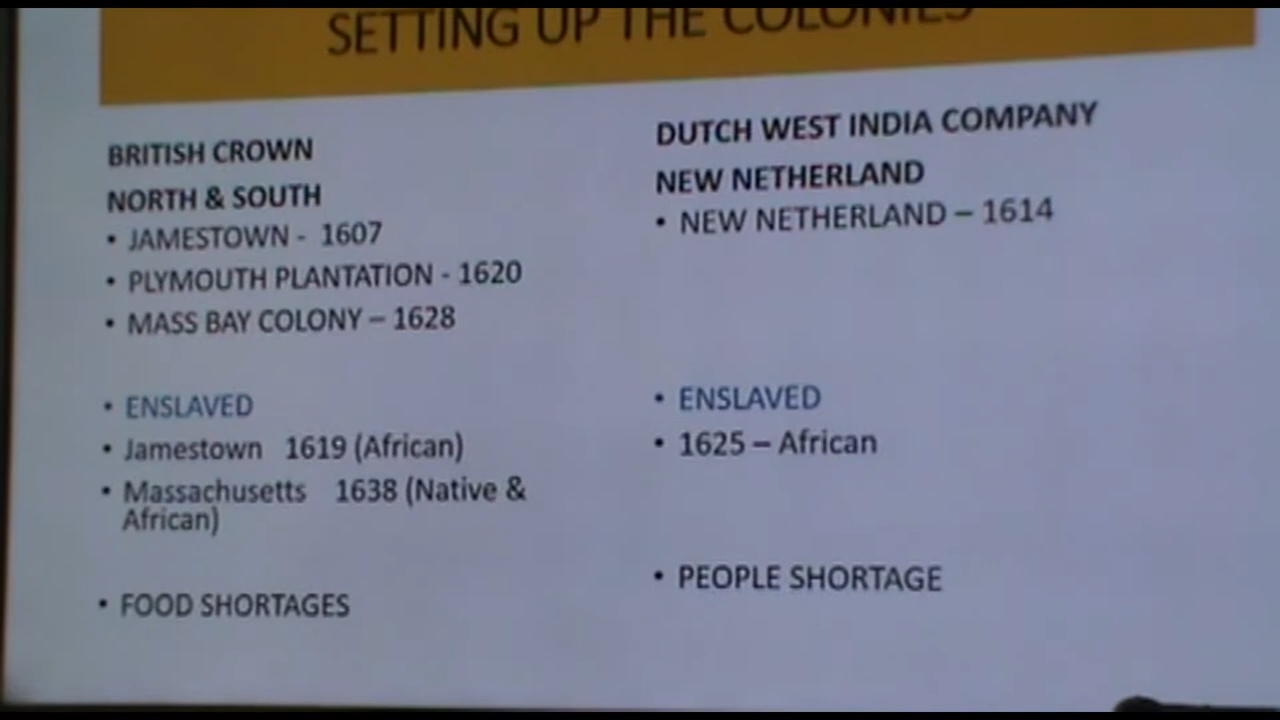 SETTING UP THE COLONIES
BRITISH CROWN
NORTH & SOUTH
• JAMESTOWN - 1607
• PLYMOUTH PLANTATION - 1620
• MASS BAY COLONY – 1628
• ENSLAVED
• Jamestown 1619 (African)
• Massachusetts 1638 (Native &
African)
• FOOD SHORTAGES
DUTCH WEST INDIA COMPANY
NEW NETHERLAND
• NEW NETHERLAND – 1614
• ENSLAVED
• 1625 – African
• PEOPLE SHORTAGE